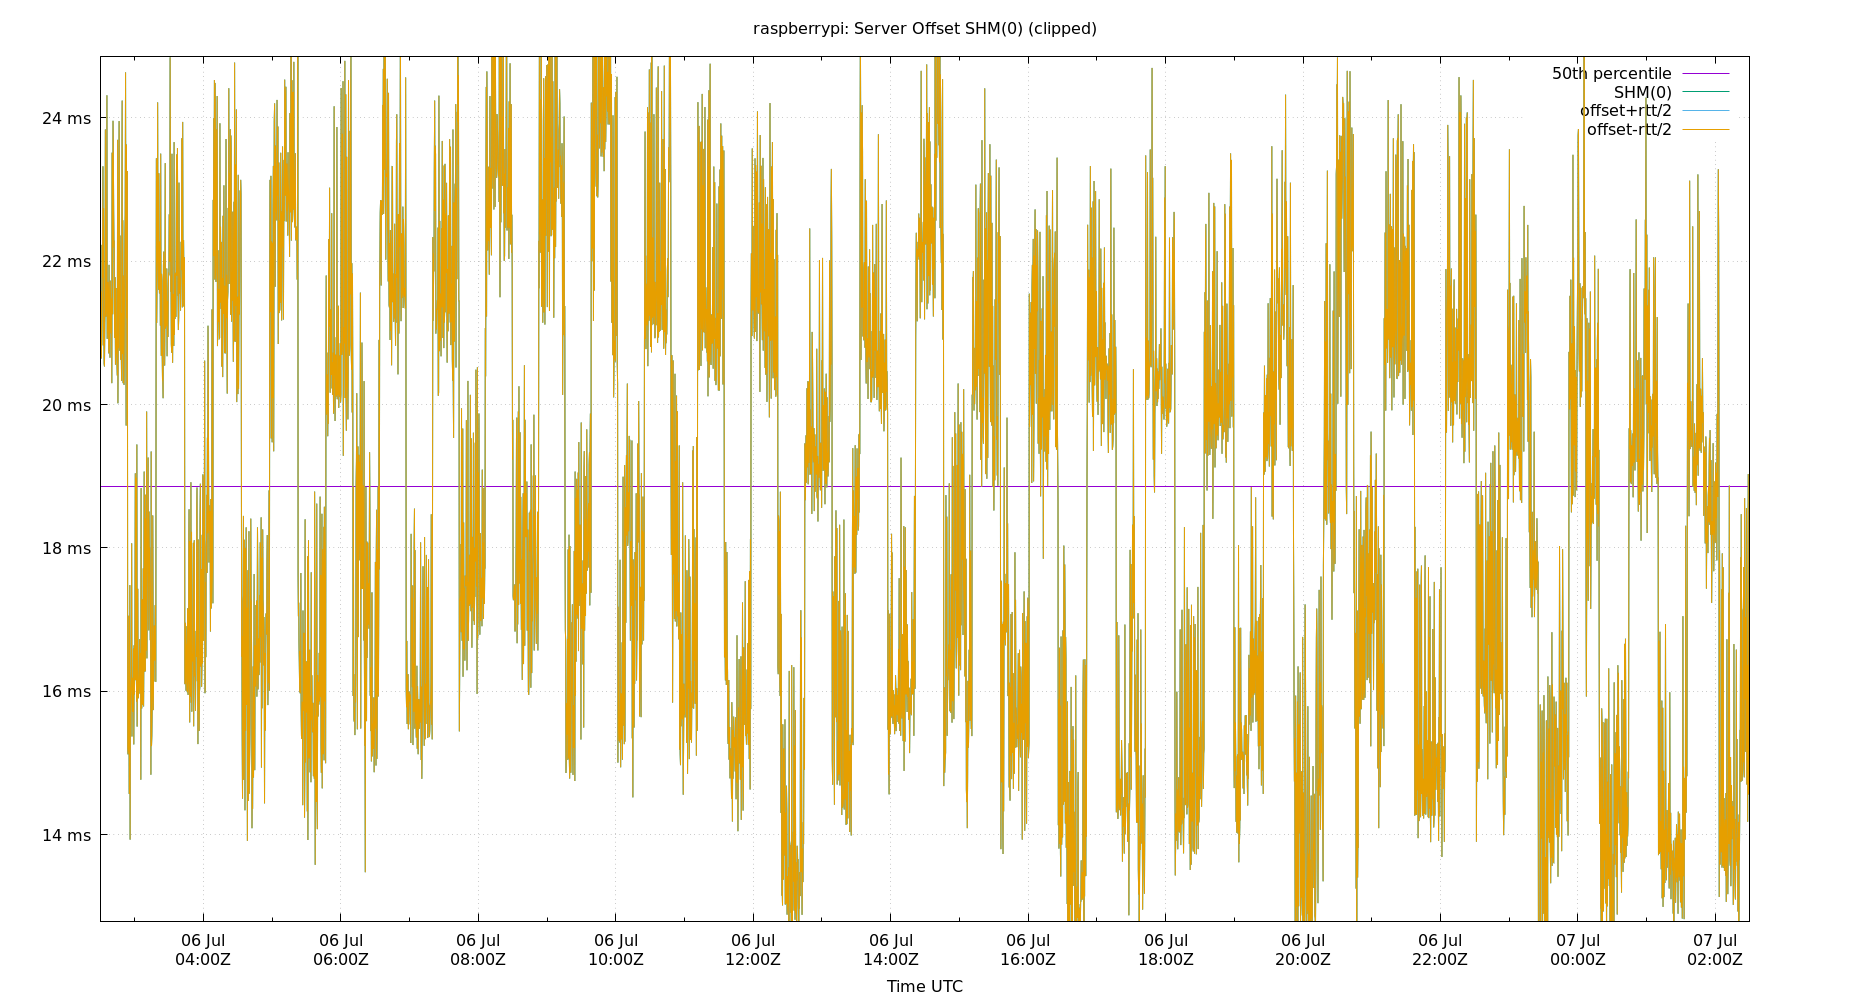 raspberrypi: Server Offset SHM(0) (clipped)
50th percentile
SHM(0)
offset+rtt/2
offset-rtt/2
24 ms
22 ms
20 ms
18 ms
16 ms
14 ms
06 Jul 06 Jul 06 Jul 06 Jul 06 Jul 06 Jul 06 Jul 06 Jul 06 Jul 06 Jul 07 Jul 07 Jul
04:00Z 06:00Z 08:00Z 10:00Z 12:00Z 14:00Z 16:00Z 18:00Z 20:00Z 22:00Z 00:00Z 02:00Z
Time UTC